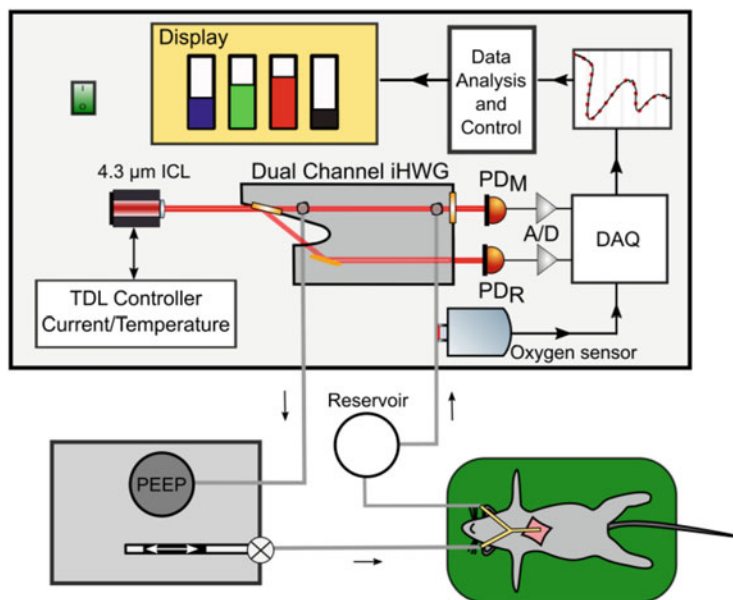 Display
Data
Analysis
and
Control
I
O
4.3 µm ICL
Dual Channel iHWG
PDM
A/D
DAQ
PDR
TDL Controller
Current/Temperature
Oxygen sensor
Reservoir
PEEP